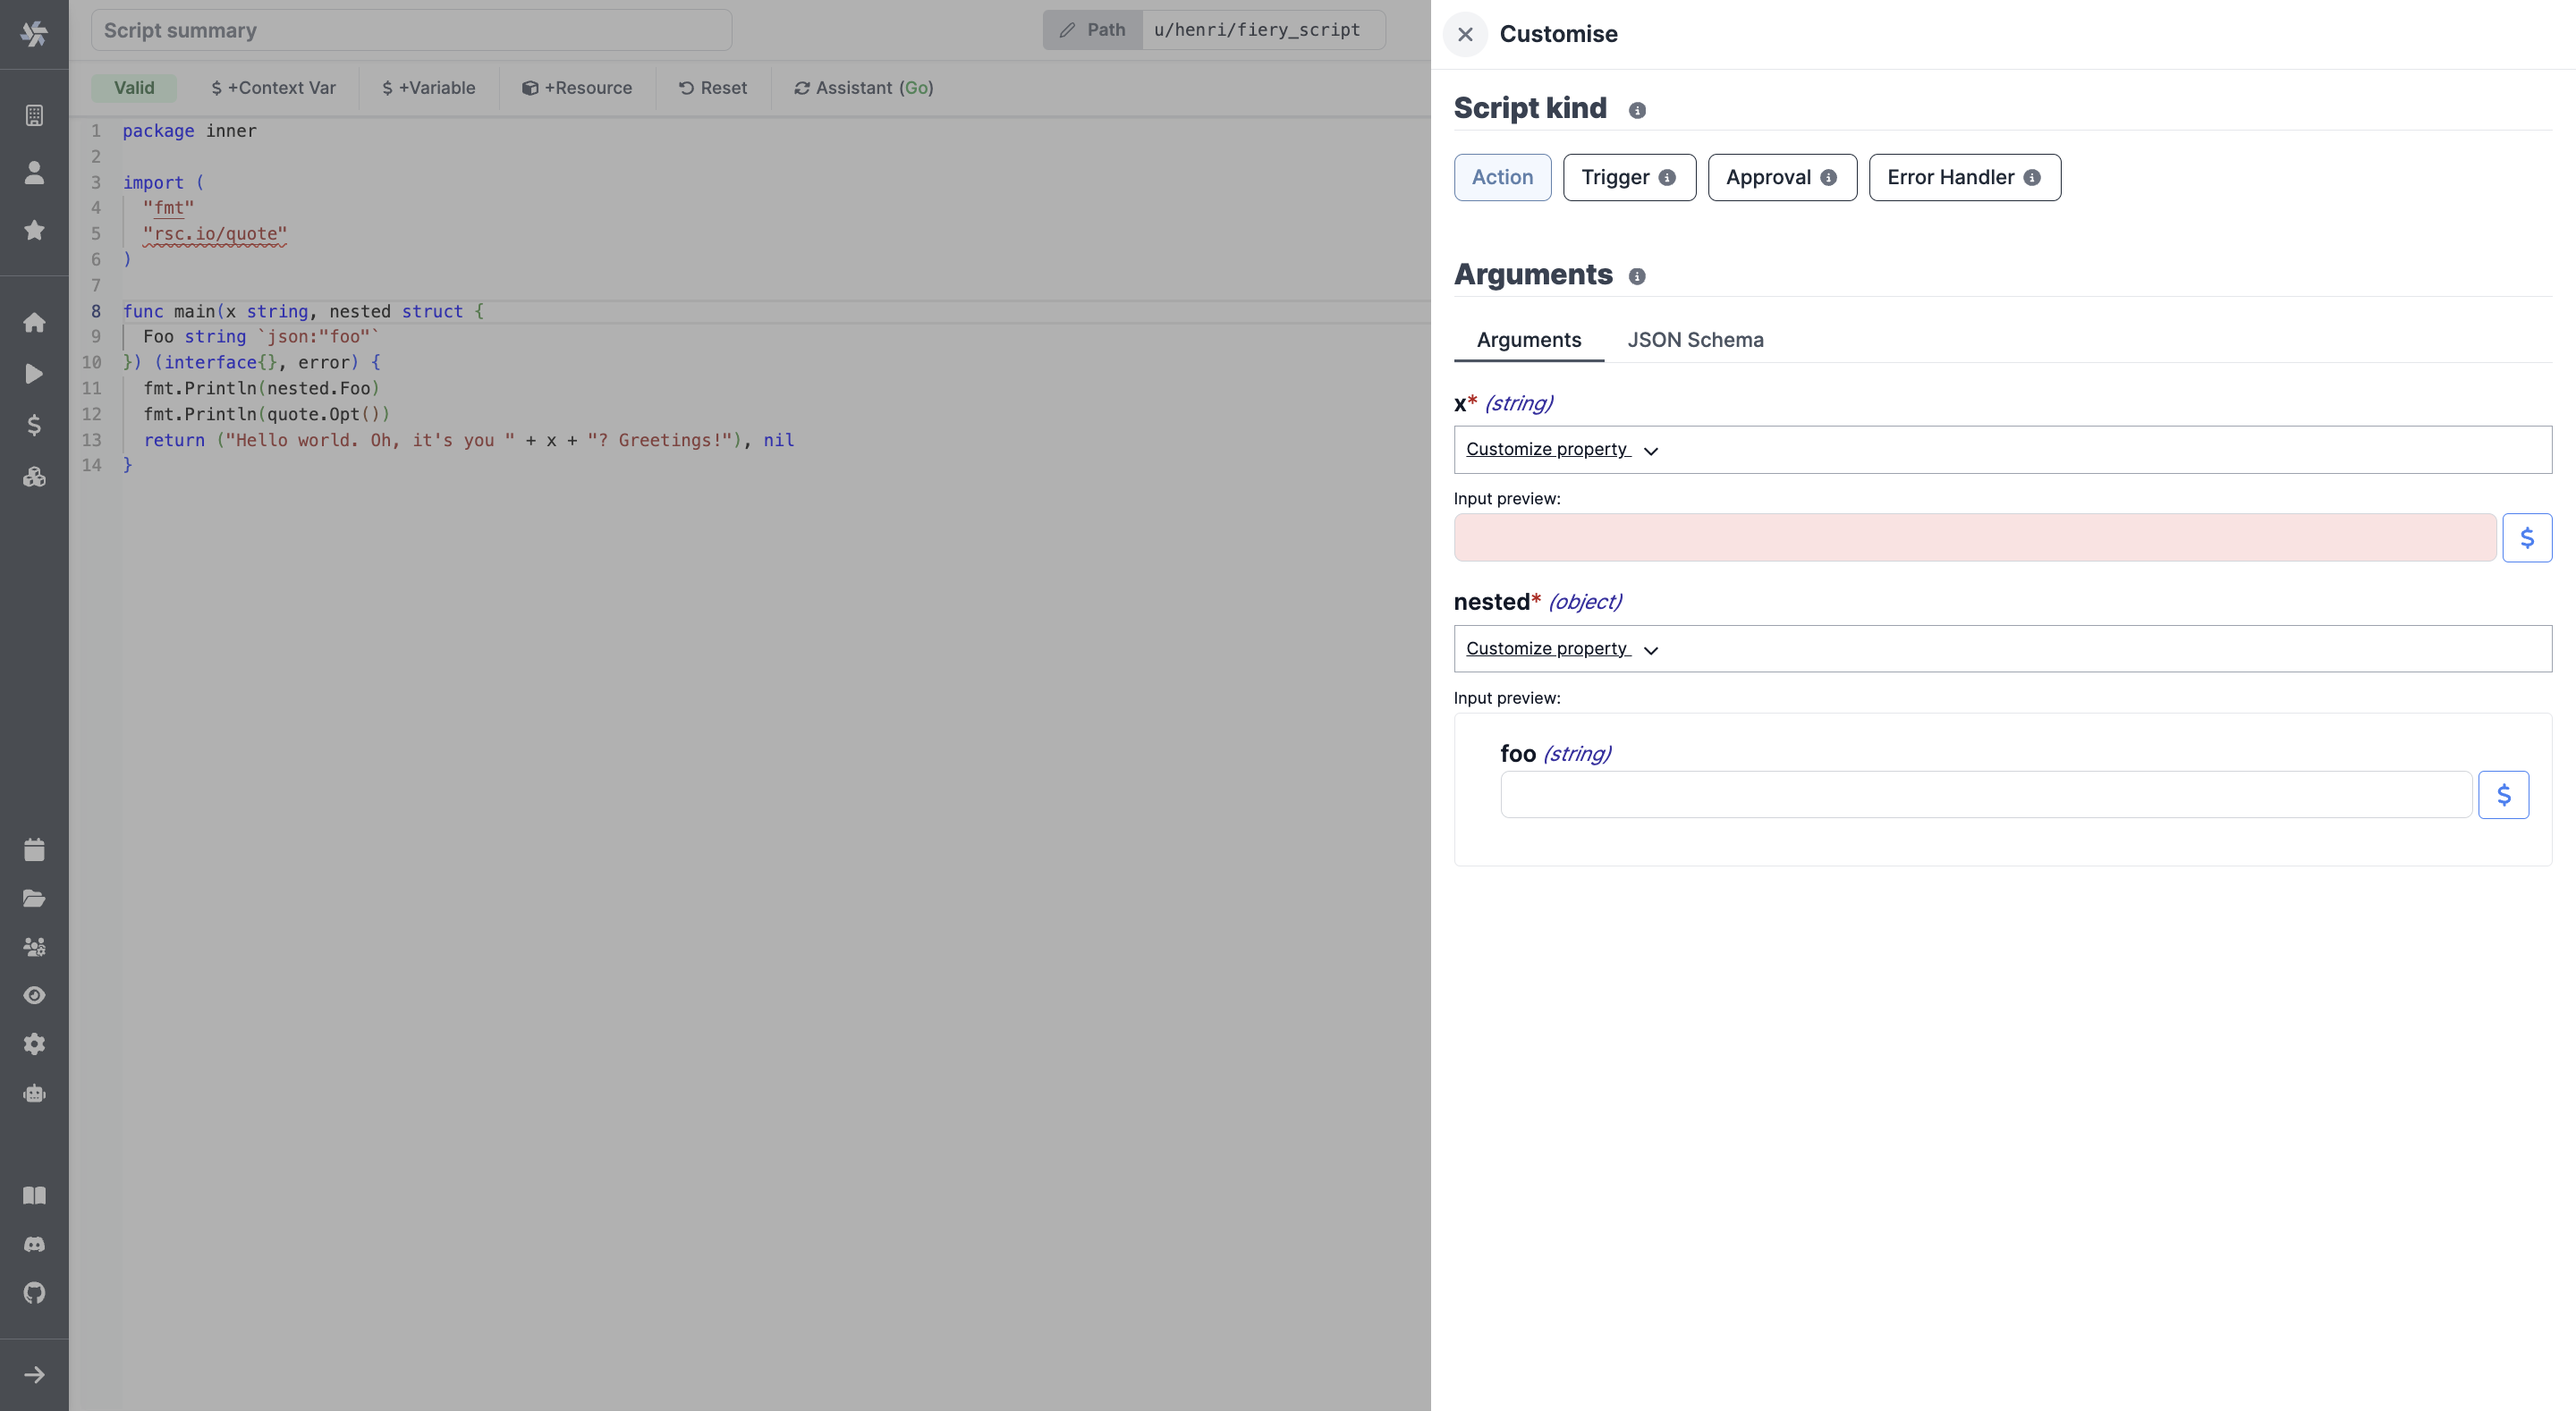 Script summary
Path u/henri/fiery_script
Valid $ +Context Var $ +Variable +Resource Reset Assistant (Go)
1 package inner
2
3 import (
4 "fmt"
5 "rsc.io/quote"
6 )
7
8 func main(x string, nested struct {
9 Foo string `json:"foo"`
10 }) (interface{}, error) {
11 fmt.Println(nested.Foo)
12 fmt.Println(quote.Opt())
13 return ("Hello world. Oh, it's you " + x + "? Greetings!"), nil
14 }
Customise
Script kind
Action Trigger Approval Error Handler
Arguments
Arguments JSON Schema
x* (string)
Customize property
Input preview:
$
nested* (object)
Customize property
Input preview:
foo (string)
$